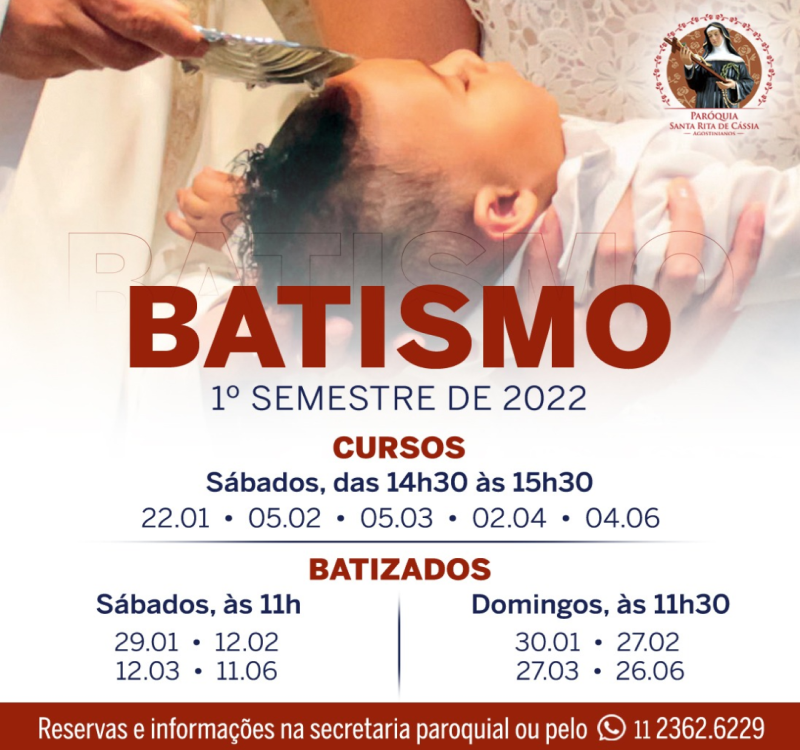 PARÓQUIA
SANTA RITA DE CÁSSIA
AGOSTINIANOS
BATISMO
BATISMO
1º SEMESTRE DE 2022
CURSOS
Sábados, das 14h30 às 15h30
22.01 • 05.02 • 05.03 • 02.04 • 04.06
BATIZADOS
Sábados, às 11h
29.01 • 12.02
12.03 • 11.06
Domingos, às 11h30
30.01 • 27.02
27.03 • 26.06
Reservas e informações na secretaria paroquial ou pelo 11 2362.6229